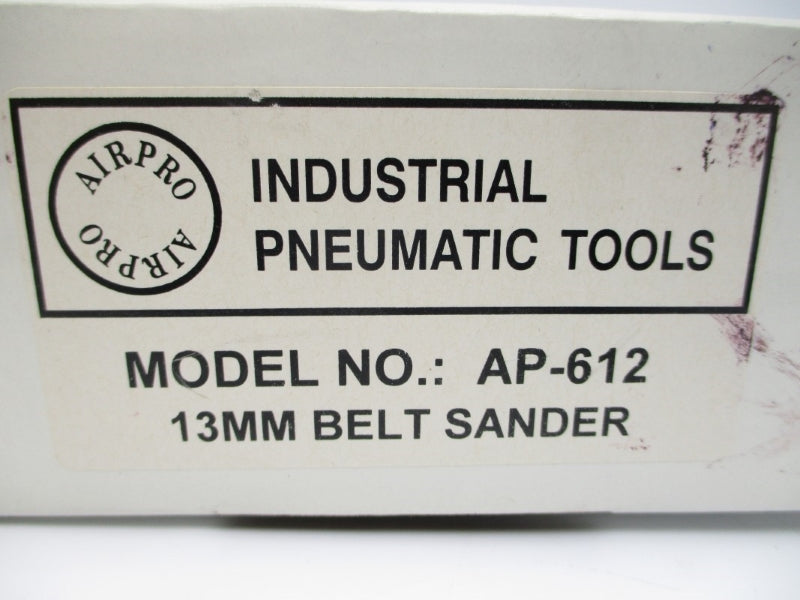 AIRPRO
AIRPRO
INDUSTRIAL
PNEUMATIC TOOLS
MODEL NO.: AP-612
13MM BELT SANDER